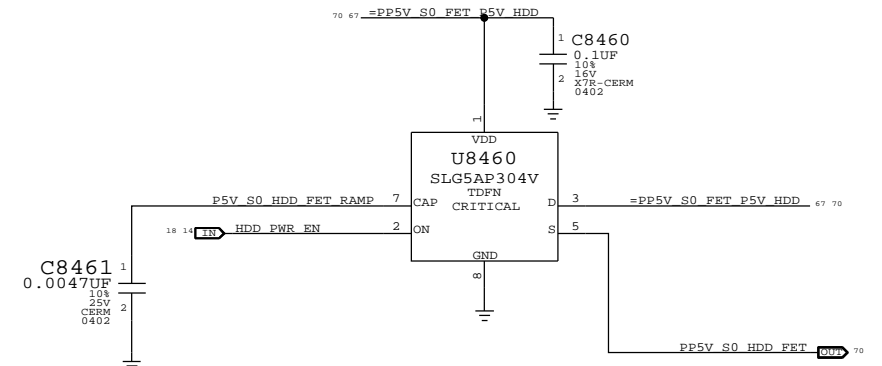 70 67 =PP5V_S0_FET_P5V_HDD
1 C8460
0.1UF
10%
16V
2 X7R-CERM
0402
1
VDD
U8460
SLG5AP304V
TDFN
CRITICAL
P5V_S0_HDD_FET_RAMP 7 CAP
D 3 =PP5V_S0_FET_P5V_HDD 67 70
18 14 IN HDD_PWR_EN 2 ON
S 5
GND
8
C8461 1
0.0047UF
10%
25V
CERM 2
0402
PP5V_S0_HDD_FET OUT 70